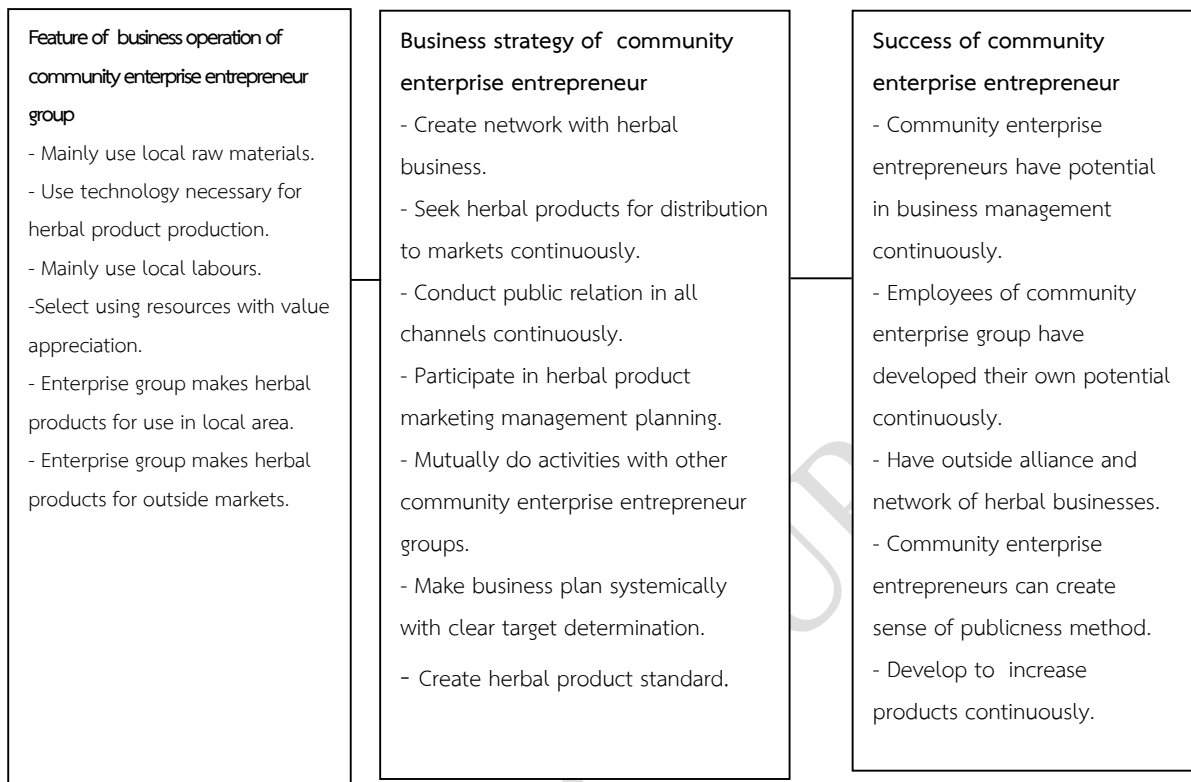 Feature of business operation of
community enterprise entrepreneur
group
- Mainly use local raw materials.
- Use technology necessary for
herbal product production.
- Mainly use local labours.
-Select using resources with value
appreciation.
- Enterprise group makes herbal
products for use in local area.
- Enterprise group makes herbal
products for outside markets.
Business strategy of community
enterprise entrepreneur
- Create network with herbal
business.
- Seek herbal products for distribution
to markets continuously.
- Conduct public relation in all
channels continuously.
- Participate in herbal product
marketing management planning.
- Mutually do activities with other
community enterprise entrepreneur
groups.
- Make business plan systemically
with clear target determination.
- Create herbal product standard.
Success of community
enterprise entrepreneur
- Community enterprise
entrepreneurs have potential
in business management
continuously.
- Employees of community
enterprise group have
developed their own potential
continuously.
- Have outside alliance and
network of herbal businesses.
- Community enterprise
entrepreneurs can create
sense of publicness method.
- Develop to increase
products continuously.